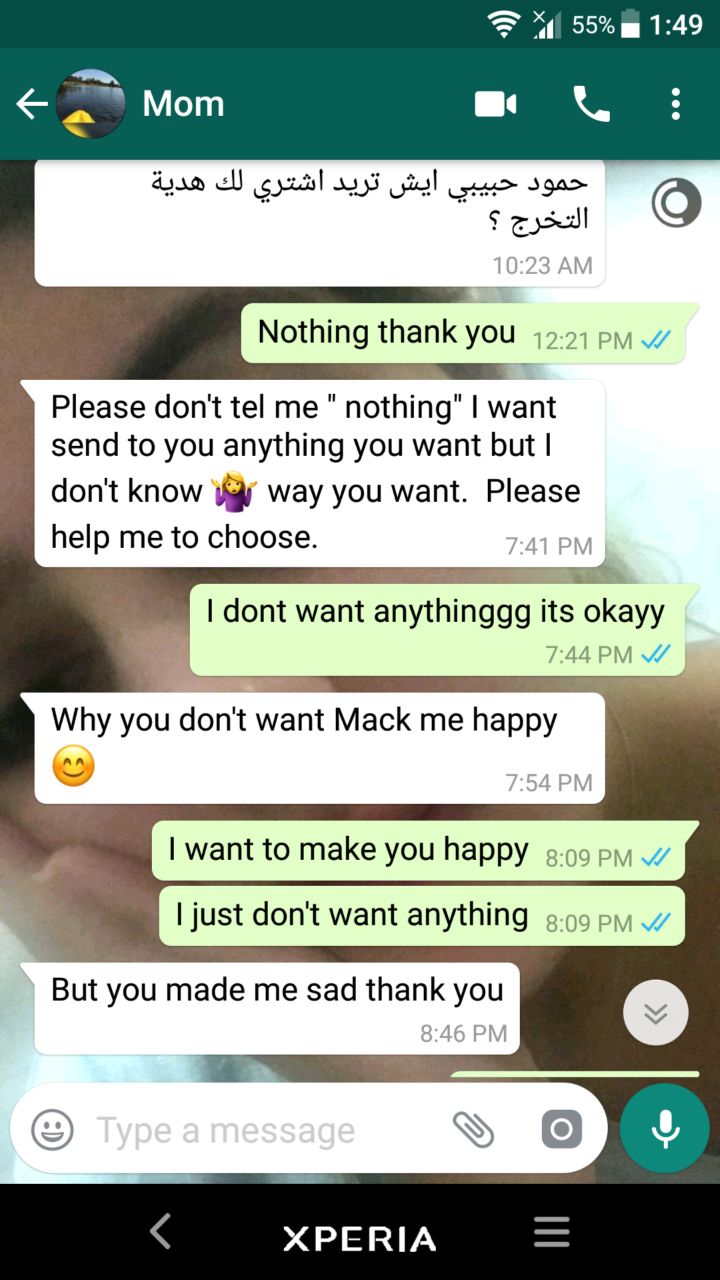 55% 1:49
Mom
حمود حبيبي ايش تريد اشتري لك هدية
التخرج ؟
10:23 AM
Nothing thank you 12:21 PM
Please don't tel me " nothing" I want
send to you anything you want but I
don't know 🤷‍♀️ way you want. Please
help me to choose.
7:41 PM
I dont want anythinggg its okayy
7:44 PM
Why you don't want Mack me happy
😊
7:54 PM
I want to make you happy 8:09 PM
I just don't want anything 8:09 PM
But you made me sad thank you
8:46 PM
Type a message
XPERIA